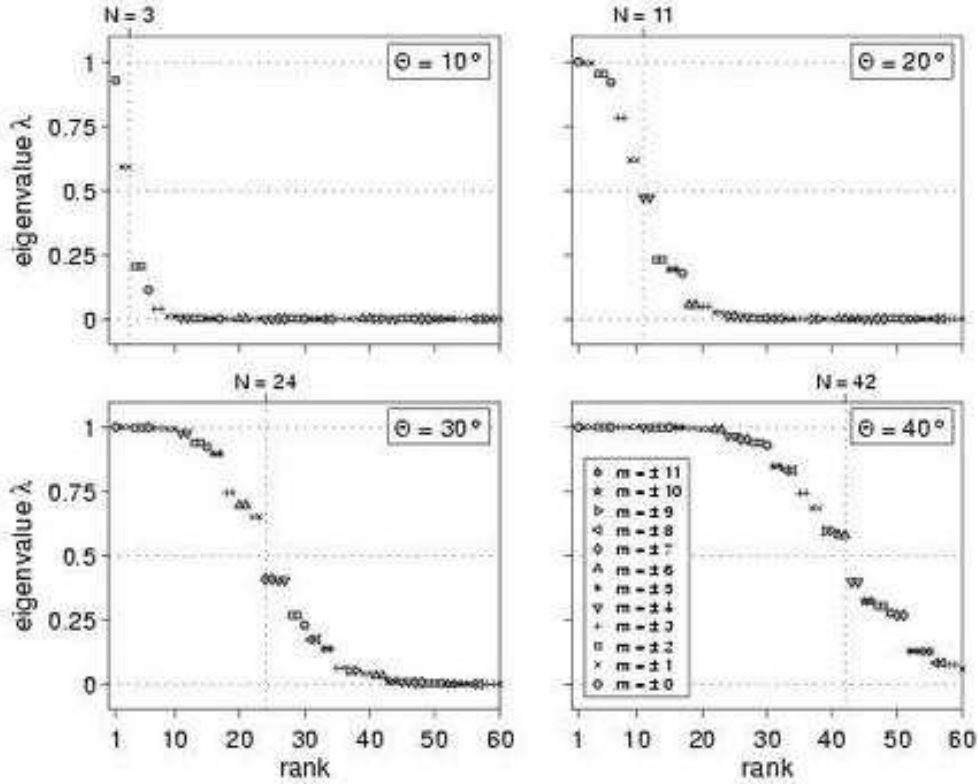 N = 3
N = 11
Θ = 10°
Θ = 20°
eigenvalue λ
1
0.75
0.5
0.25
0
N = 24
N = 42
Θ = 30°
Θ = 40°
eigenvalue λ
1
0.75
0.5
0.25
0
m = ± 11
m = ± 10
m = ± 9
m = ± 8
m = ± 7
m = ± 6
m = ± 5
m = ± 4
m = ± 3
m = ± 2
m = ± 1
m = ± 0
1 10 20 30 40 50 60
1 10 20 30 40 50 60
rank
rank